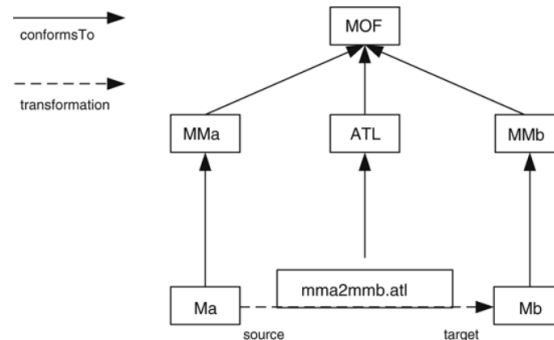 conformsTo
transformation
MOF
MMa
ATL
MMb
mma2mmb.atl
Ma
Mb
source
target